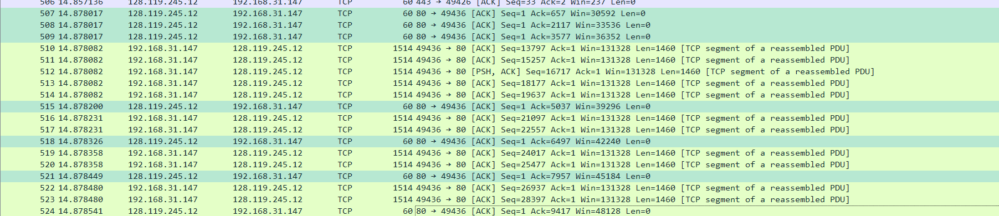 506 14.857136 128.119.245.12 192.168.31.147 TCP 60 443 → 49426 [ACK] Seq=33 Ack=2 Win=237 Len=0
507 14.878017 128.119.245.12 192.168.31.147 TCP 60 80 → 49436 [ACK] Seq=1 Ack=657 Win=30592 Len=0
508 14.878017 128.119.245.12 192.168.31.147 TCP 60 80 → 49436 [ACK] Seq=1 Ack=2117 Win=33536 Len=0
509 14.878017 128.119.245.12 192.168.31.147 TCP 60 80 → 49436 [ACK] Seq=1 Ack=3577 Win=36352 Len=0
510 14.878082 192.168.31.147 128.119.245.12 TCP 1514 49436 → 80 [ACK] Seq=13797 Ack=1 Win=131328 Len=1460 [TCP segment of a reassembled PDU]
511 14.878082 192.168.31.147 128.119.245.12 TCP 1514 49436 → 80 [ACK] Seq=15257 Ack=1 Win=131328 Len=1460 [TCP segment of a reassembled PDU]
512 14.878082 192.168.31.147 128.119.245.12 TCP 1514 49436 → 80 [PSH, ACK] Seq=16717 Ack=1 Win=131328 Len=1460 [TCP segment of a reassembled PDU]
513 14.878082 192.168.31.147 128.119.245.12 TCP 1514 49436 → 80 [ACK] Seq=18177 Ack=1 Win=131328 Len=1460 [TCP segment of a reassembled PDU]
514 14.878082 192.168.31.147 128.119.245.12 TCP 1514 49436 → 80 [ACK] Seq=19637 Ack=1 Win=131328 Len=1460 [TCP segment of a reassembled PDU]
515 14.878200 128.119.245.12 192.168.31.147 TCP 60 80 → 49436 [ACK] Seq=1 Ack=5037 Win=39296 Len=0
516 14.878231 192.168.31.147 128.119.245.12 TCP 1514 49436 → 80 [ACK] Seq=21097 Ack=1 Win=131328 Len=1460 [TCP segment of a reassembled PDU]
517 14.878231 192.168.31.147 128.119.245.12 TCP 1514 49436 → 80 [ACK] Seq=22557 Ack=1 Win=131328 Len=1460 [TCP segment of a reassembled PDU]
518 14.878326 128.119.245.12 192.168.31.147 TCP 60 80 → 49436 [ACK] Seq=1 Ack=6497 Win=42240 Len=0
519 14.878358 192.168.31.147 128.119.245.12 TCP 1514 49436 → 80 [ACK] Seq=24017 Ack=1 Win=131328 Len=1460 [TCP segment of a reassembled PDU]
520 14.878358 192.168.31.147 128.119.245.12 TCP 1514 49436 → 80 [ACK] Seq=25477 Ack=1 Win=131328 Len=1460 [TCP segment of a reassembled PDU]
521 14.878449 128.119.245.12 192.168.31.147 TCP 60 80 → 49436 [ACK] Seq=1 Ack=7957 Win=45184 Len=0
522 14.878480 192.168.31.147 128.119.245.12 TCP 1514 49436 → 80 [ACK] Seq=26937 Ack=1 Win=131328 Len=1460 [TCP segment of a reassembled PDU]
523 14.878480 192.168.31.147 128.119.245.12 TCP 1514 49436 → 80 [ACK] Seq=28397 Ack=1 Win=131328 Len=1460 [TCP segment of a reassembled PDU]
524 14.878541 128.119.245.12 192.168.31.147 TCP 60 80 → 49436 [ACK] Seq=1 Ack=9417 Win=48128 Len=0